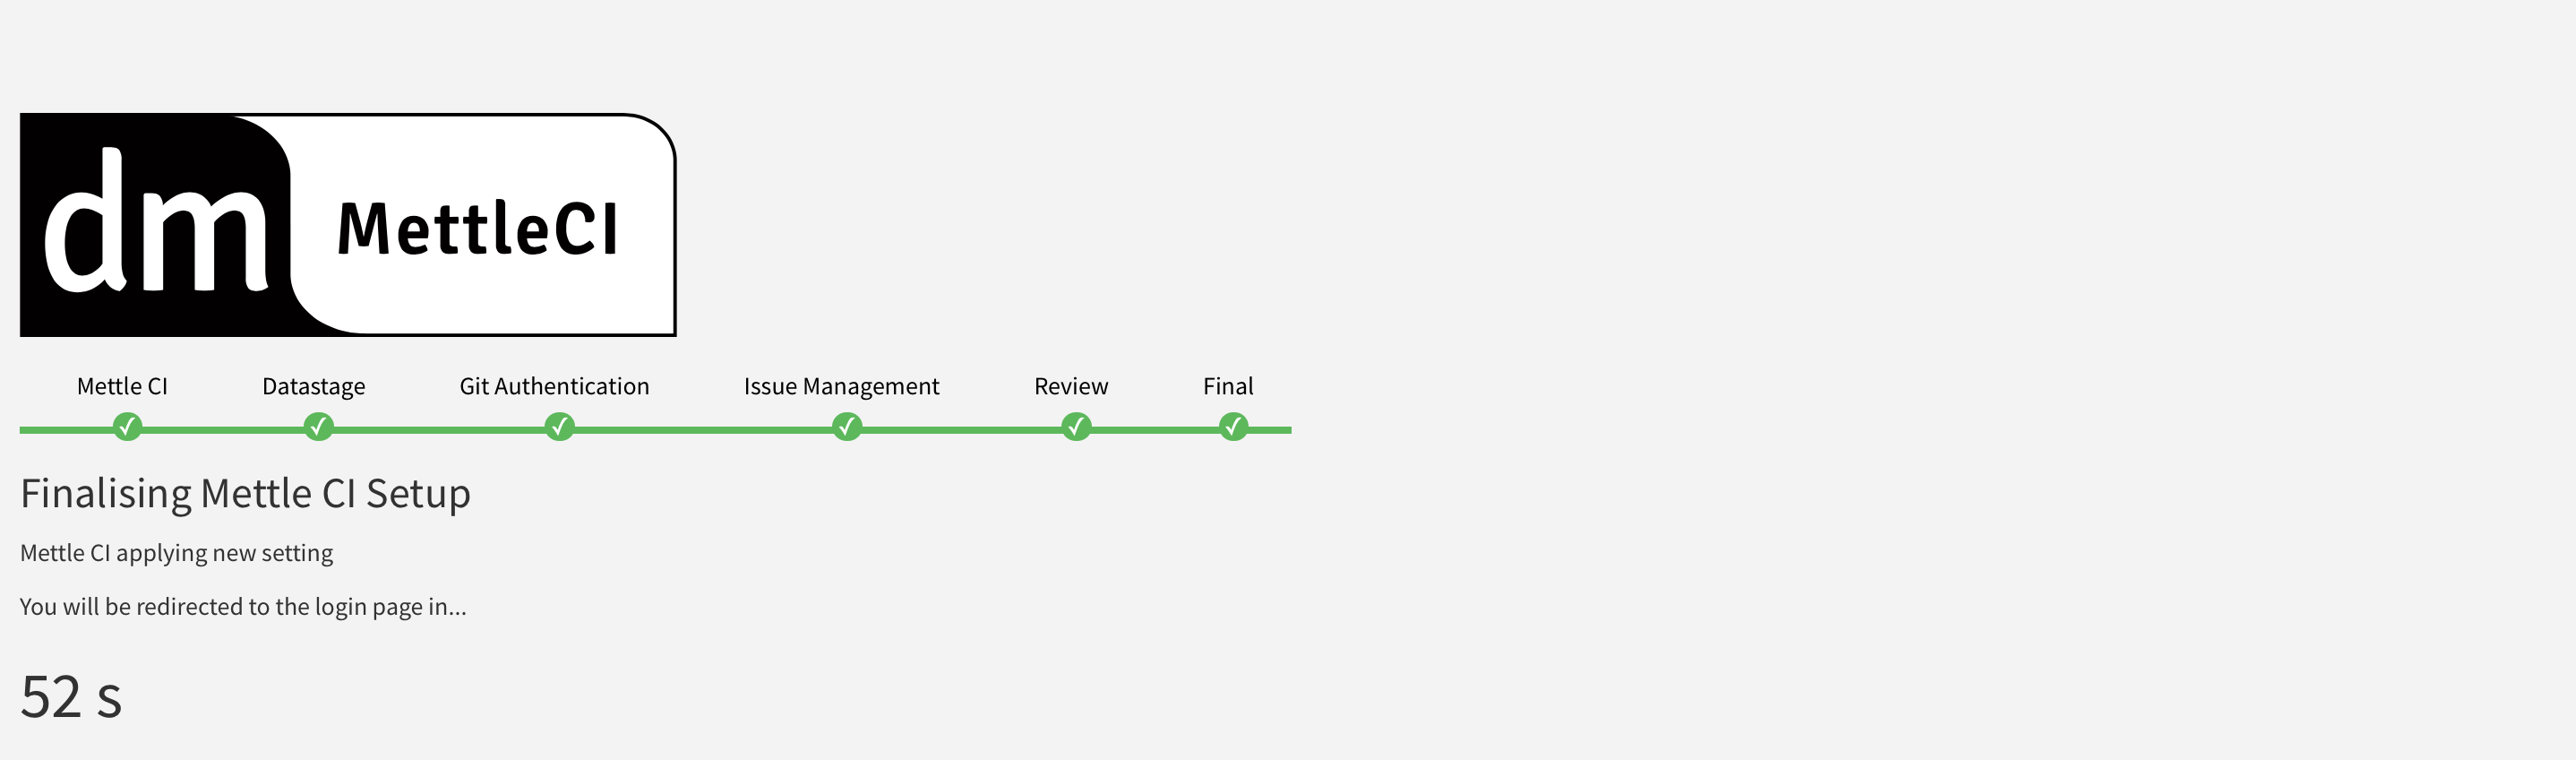 dm MettleCI
Mettle CI Datastage Git Authentication Issue Management Review Final
Finalising Mettle CI Setup
Mettle CI applying new setting
You will be redirected to the login page in...
52 s